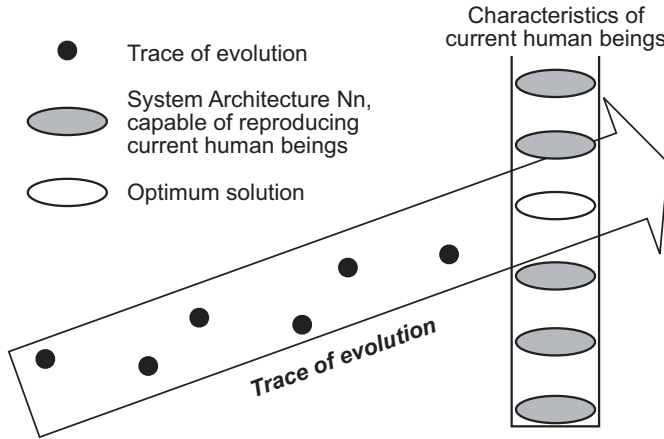 Characteristics of
current human beings
Trace of evolution
System Architecture Nn,
capable of reproducing
current human beings
Optimum solution
Trace of evolution